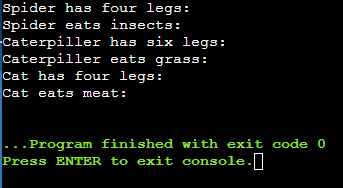 Spider has four legs:
Spider eats insects:
Caterpiller has six legs:
Caterpiller eats grass:
Cat has four legs:
Cat eats meat:
...Program finished with exit code 0
Press ENTER to exit console.